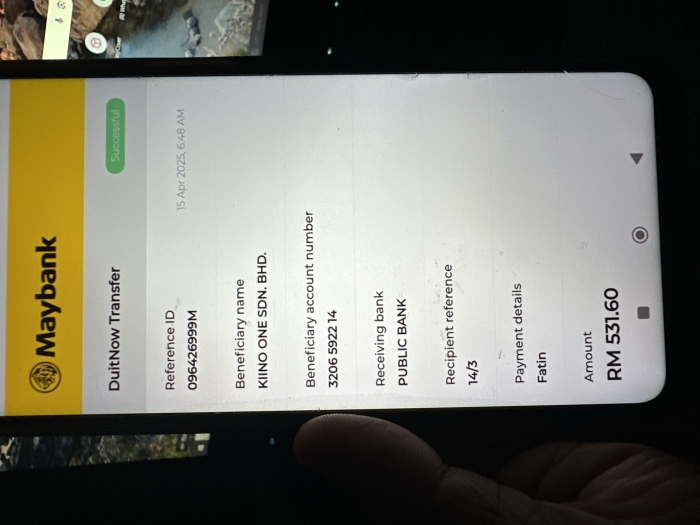 Maybank
DuitNow Transfer
Successful
Reference ID
15 Apr 2025, 6:48 AM
096426999M
Beneficiary name
KIINO ONE SDN. BHD.
Beneficiary account number
3206 5922 14
Receiving bank
PUBLIC BANK
Recipient reference
14/3
Payment details
Fatin
Amount
RM 531.60